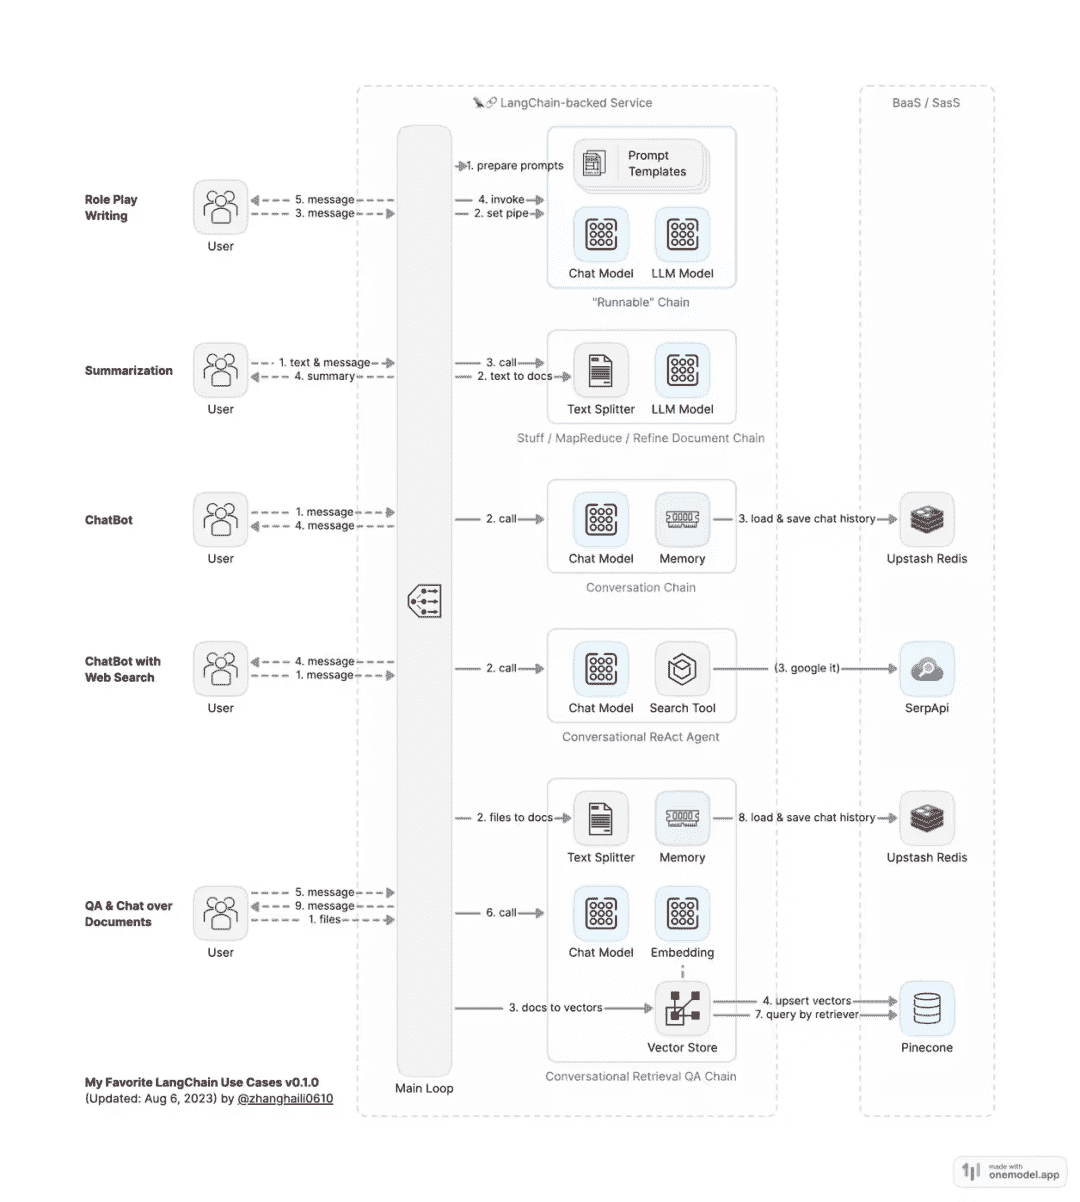 LangChain-backed Service
BaaS / SasS
1. prepare prompts
Prompt
Templates
Role Play
Writing
5. message
3. message
4. invoke
2. set pipe
User
Chat Model
LLM Model
"Runnable" Chain
Summarization
1. text & message
4. summary
3. call
2. text to docs
User
Text Splitter
LLM Model
Stuff / MapReduce / Refine Document Chain
ChatBot
1. message
4. message
2. call
3. load & save chat history
User
Chat Model
Memory
Upstash Redis
Conversation Chain
ChatBot with
Web Search
4. message
1. message
2. call
(3. google it)
User
Chat Model
Search Tool
SerpApi
Conversational ReAct Agent
2. files to docs
8. load & save chat history
Text Splitter
Memory
Upstash Redis
QA & Chat over
Documents
5. message
9. message
1. files
6. call
User
Chat Model
Embedding
3. docs to vectors
4. upsert vectors
7. query by retriever
Vector Store
Pinecone
Conversational Retrieval QA Chain
Main Loop
My Favorite LangChain Use Cases v0.1.0
(Updated: Aug 6, 2023) by @zhanghaili0610
made with
onemodel.app